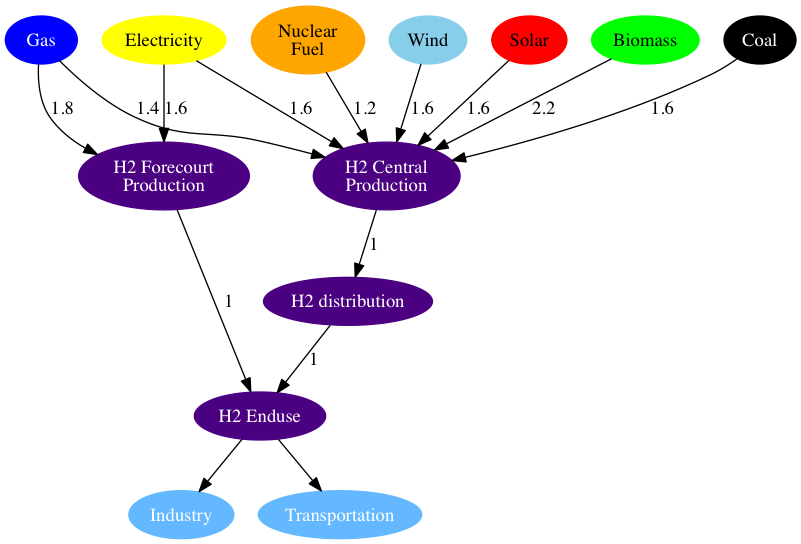 Gas
Electricity
Nuclear
Fuel
Wind
Solar
Biomass
Coal
1.8
1.4
1.6
1.6
1.2
1.6
1.6
2.2
1.6
H2 Forecourt
Production
H2 Central
Production
1
H2 distribution
1
1
H2 Enduse
Industry
Transportation